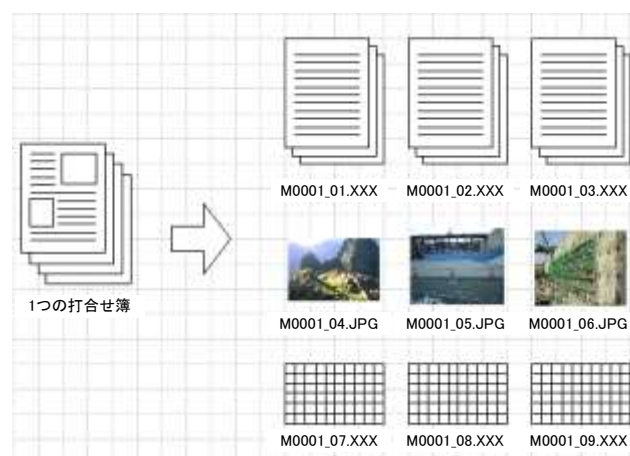 M0001_01.XXX
M0001_02.XXX
M0001_03.XXX
1つの打合せ簿
M0001_04.JPG
M0001_05.JPG
M0001_06.JPG
M0001_07.XXX
M0001_08.XXX
M0001_09.XXX